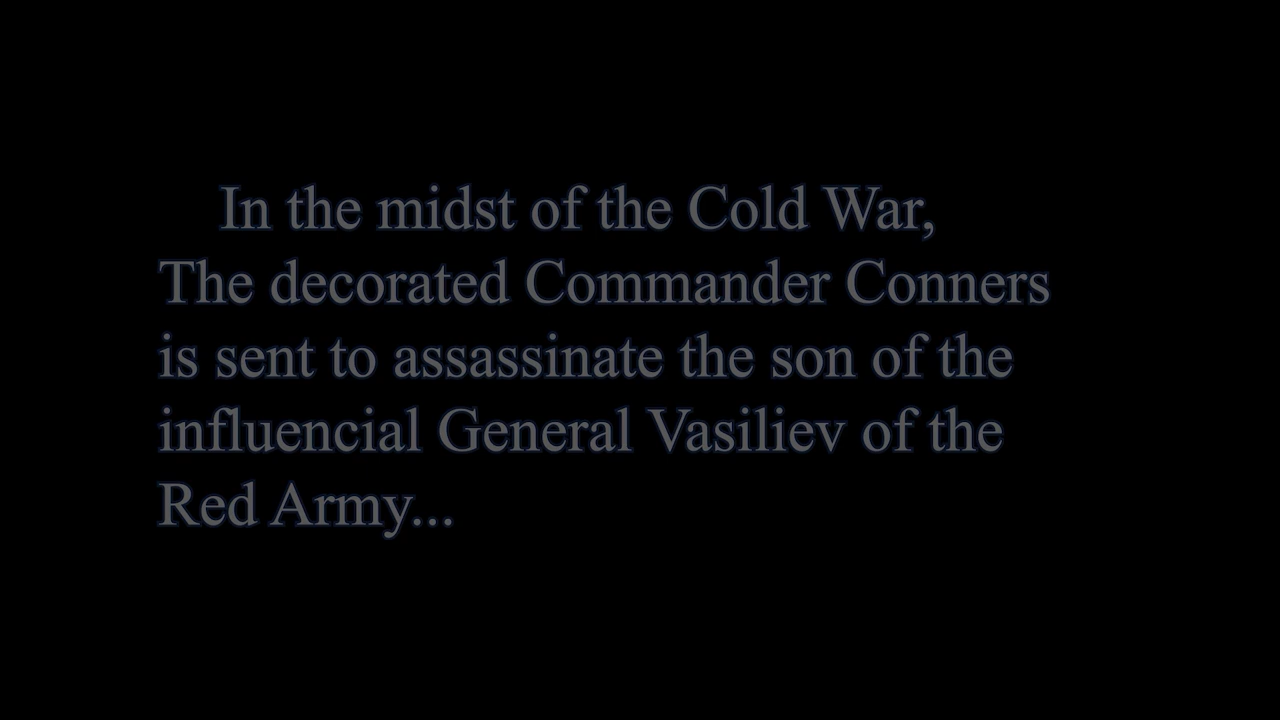 In the midst of the Cold War,
The decorated Commander Conners
is sent to assassinate the son of the
influencial General Vasiliev of the
Red Army...